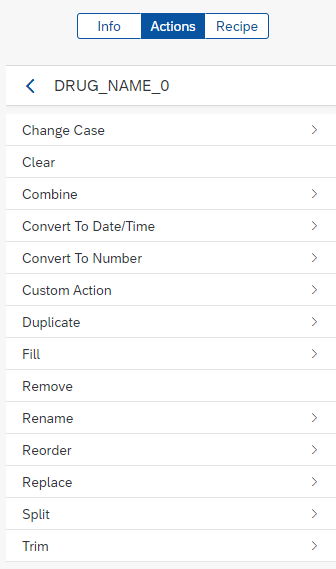 Info Actions Recipe
DRUG_NAME_0
Change Case
Clear
Combine
Convert To Date/Time
Convert To Number
Custom Action
Duplicate
Fill
Remove
Rename
Reorder
Replace
Split
Trim